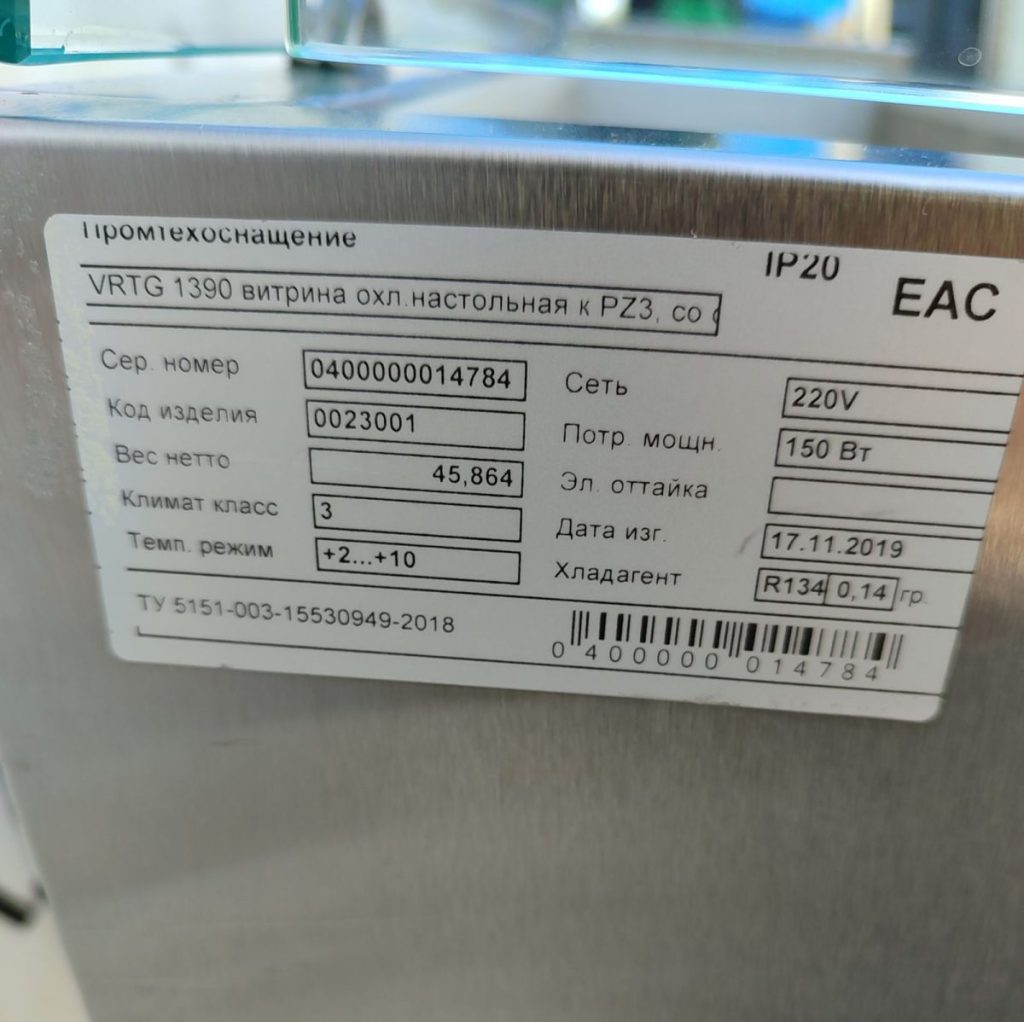 Промтехоснащение
IP20
EAC
VRTG 1390 витрина охл.настольная к PZ3, со
Сер. номер 0400000014784
Сеть 220V
Код изделия 0023001
Потр. мощн. 150 Вт
Вес нетто 45,864
Эл. оттайка
Климат класс 3
Дата изг. 17.11.2019
Темп. режим +2...+10
Хладагент R134 0,14 гр.
ТУ 5151-003-15530949-2018
0 400000 014784